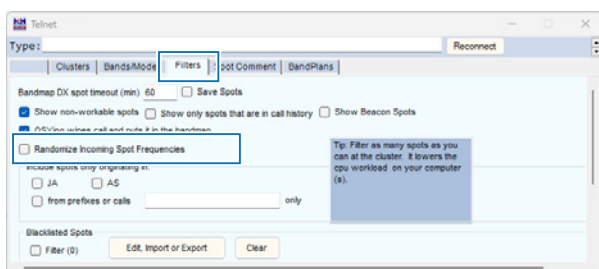 Telnet
Type:
Reconnect
Clusters Bands/Mode Filters Spot Comment BandPlans
Bandmap DX spot timeout (min) 60 Save Spots
Show non-workable spots Show only spots that are in call history Show Beacon Spots
QSYing wipes call and puts it in the bandmap
Randomize Incoming Spot Frequencies
Tip: Filter as many spots as you
can at the cluster. It lowers the
cpu workload on your computer
(s).
Include spots only originating in:
JA AS
from prefixes or calls only
Blacklisted Spots
Filter (0) Edit, Import or Export Clear